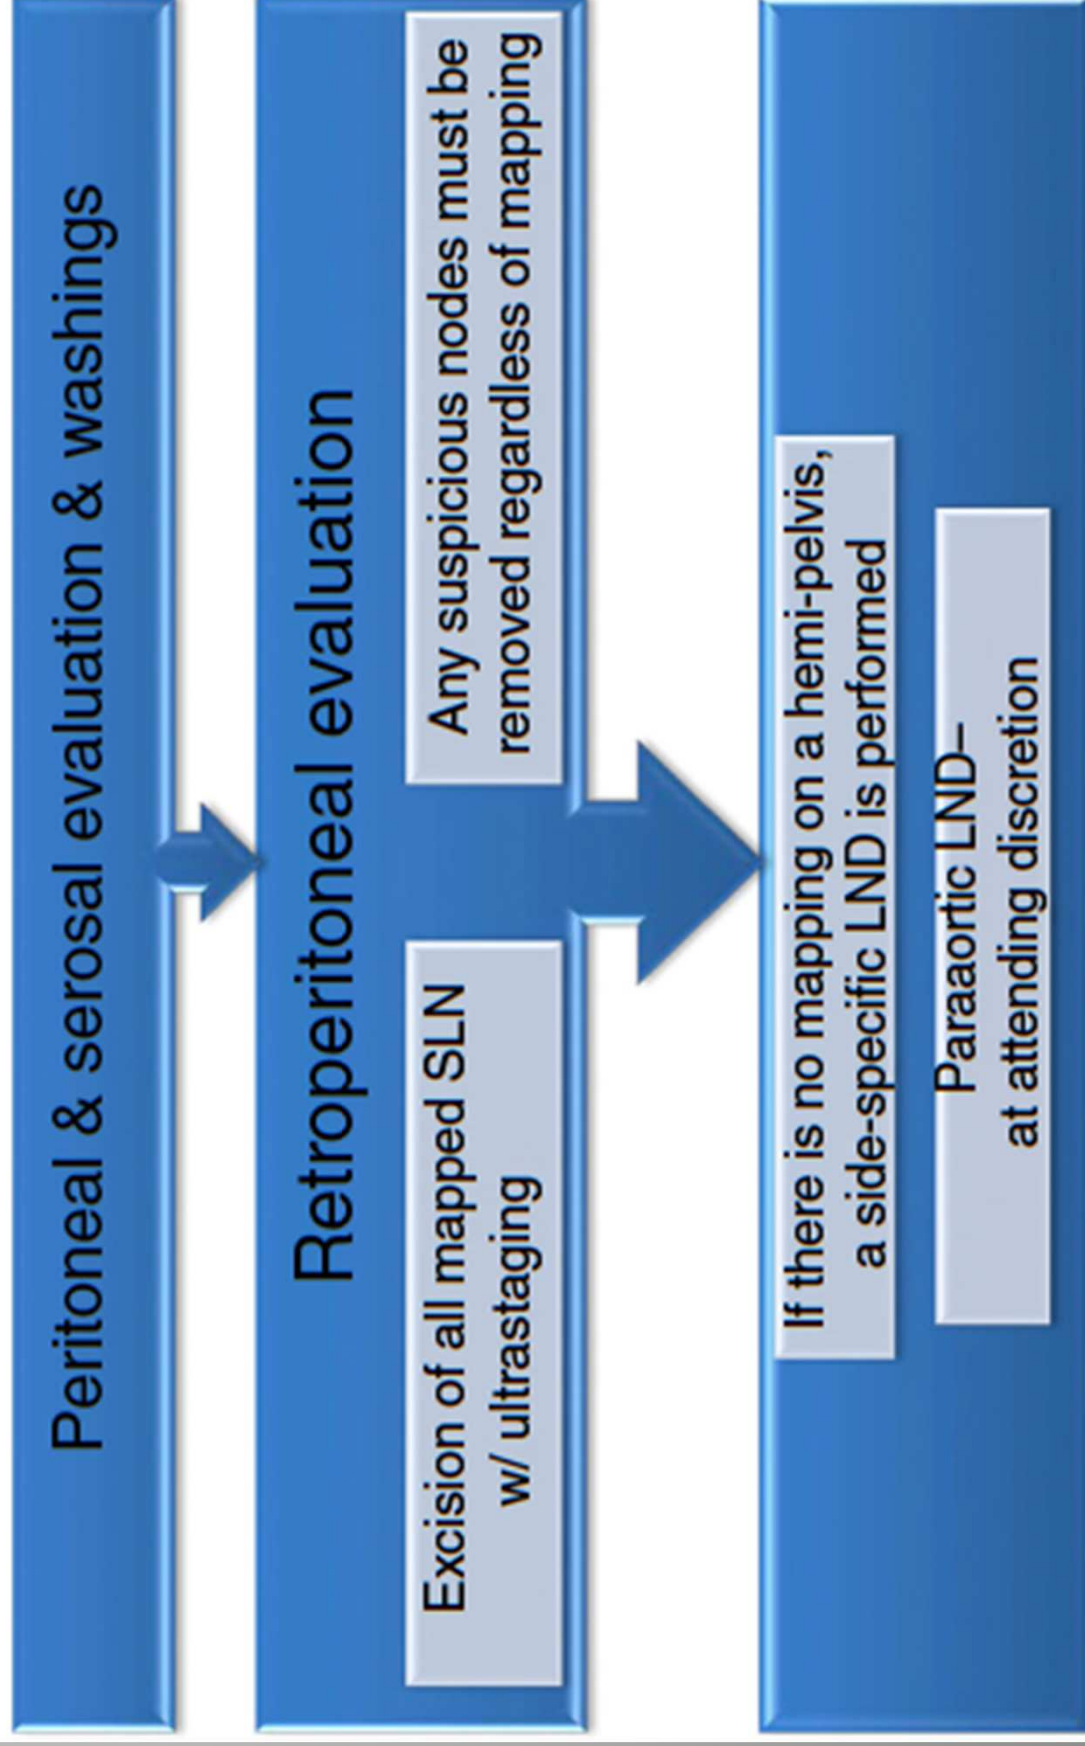 Peritoneal & serosal evaluation & washings
Retroperitoneal evaluation
Excision of all mapped SLN
w/ ultrastaging
Any suspicious nodes must be
removed regardless of mapping
If there is no mapping on a hemi-pelvis,
a side-specific LND is performed
Paraaortic LND–
at attending discretion